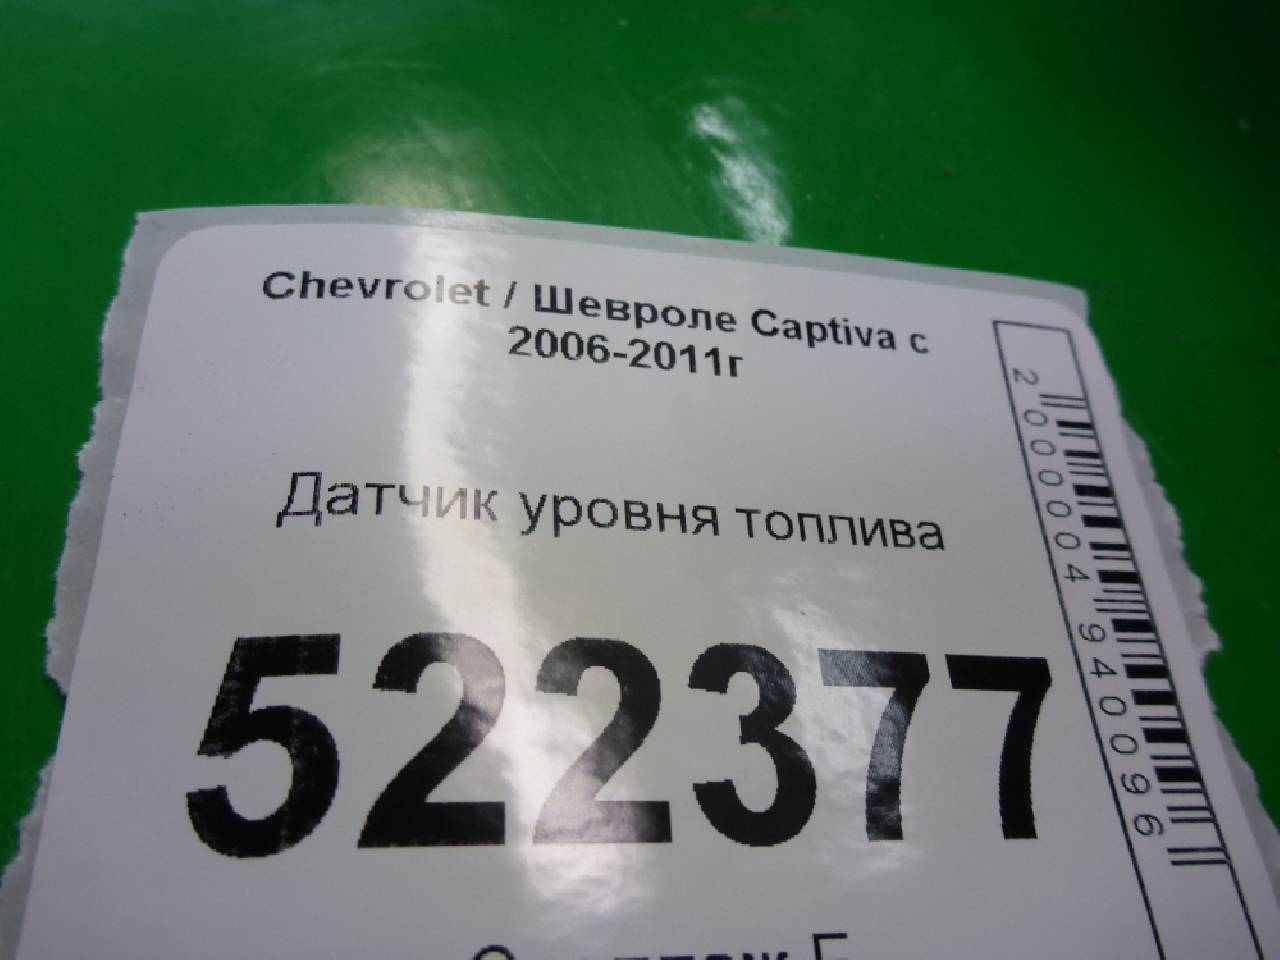 Chevrolet / Шевроле Captiva с
2006-2011г
Датчик уровня топлива
522377
2000004940096